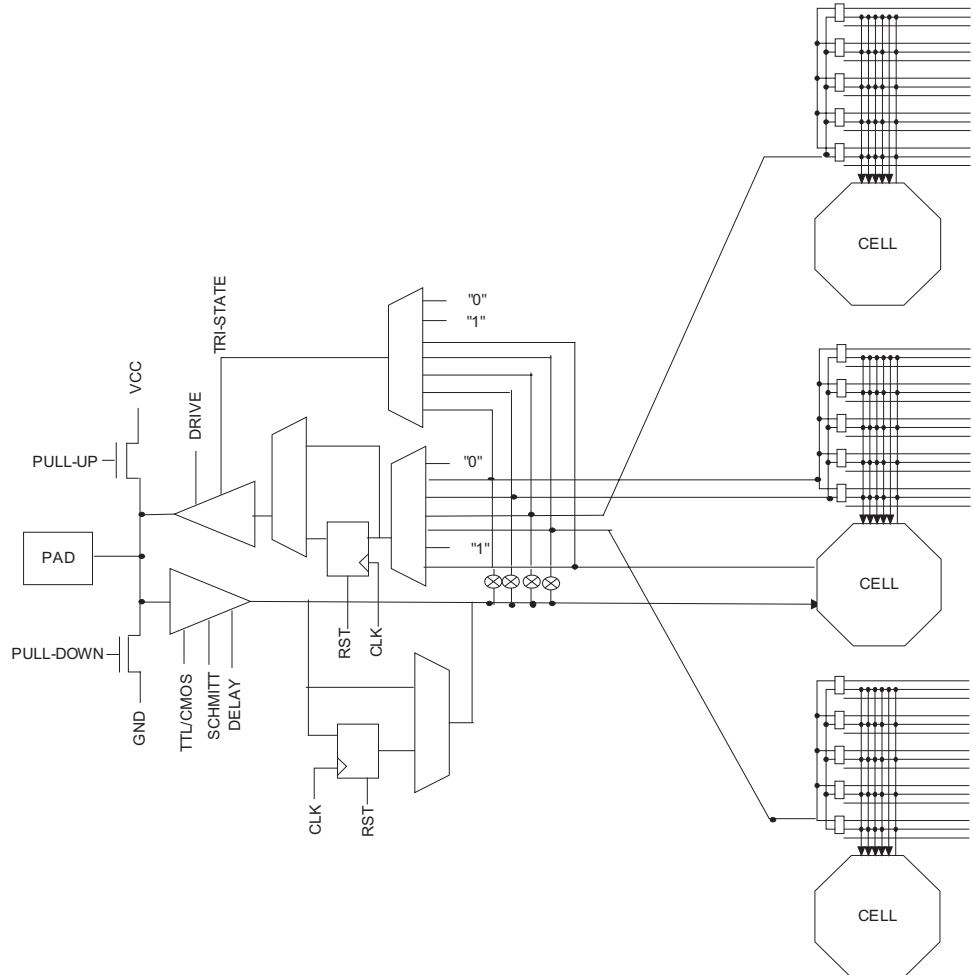 CELL
"0"
"1"
TRI-STATE
VCC
DRIVE
PULL-UP
"0"
PAD
"1"
CELL
RST
CLK
PULL-DOWN
GND
TTL/CMOS
SCHMITT
DELAY
CLK
RST
CELL